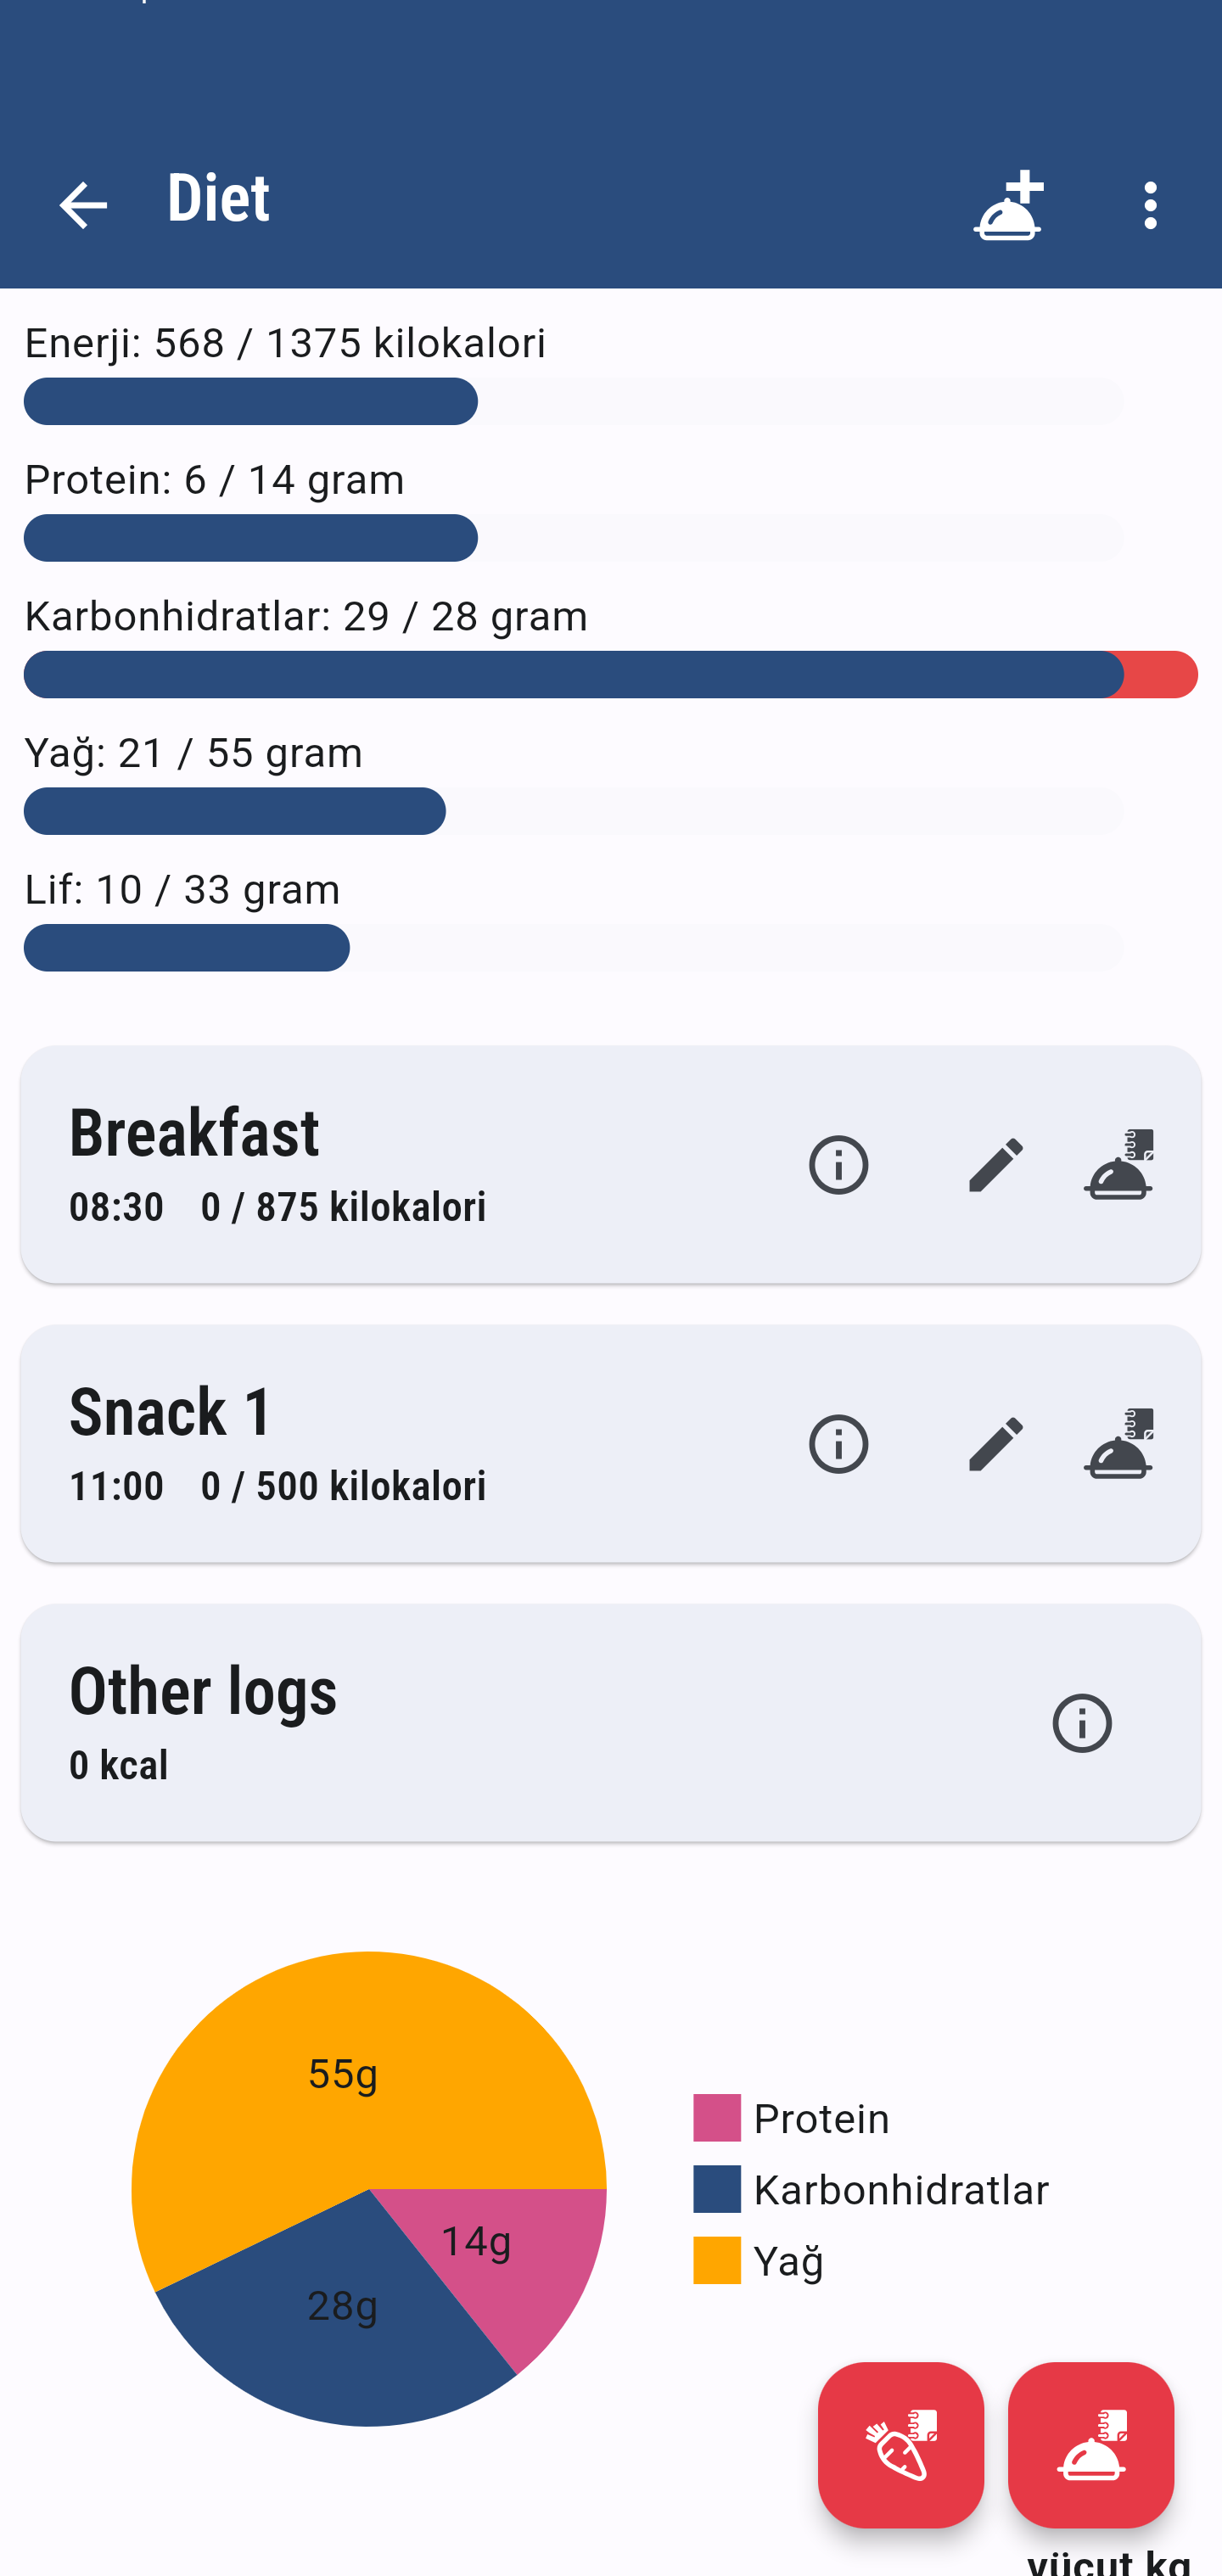 Diet
Enerji: 568 / 1375 kilokalori
Protein: 6 / 14 gram
Karbonhidratlar: 29 / 28 gram
Yağ: 21 / 55 gram
Lif: 10 / 33 gram
Breakfast
08:30 0 / 875 kilokalori
Snack 1
11:00 0 / 500 kilokalori
Other logs
0 kcal
55g
14g
28g
Protein
Karbonhidratlar
Yağ
vücut kg